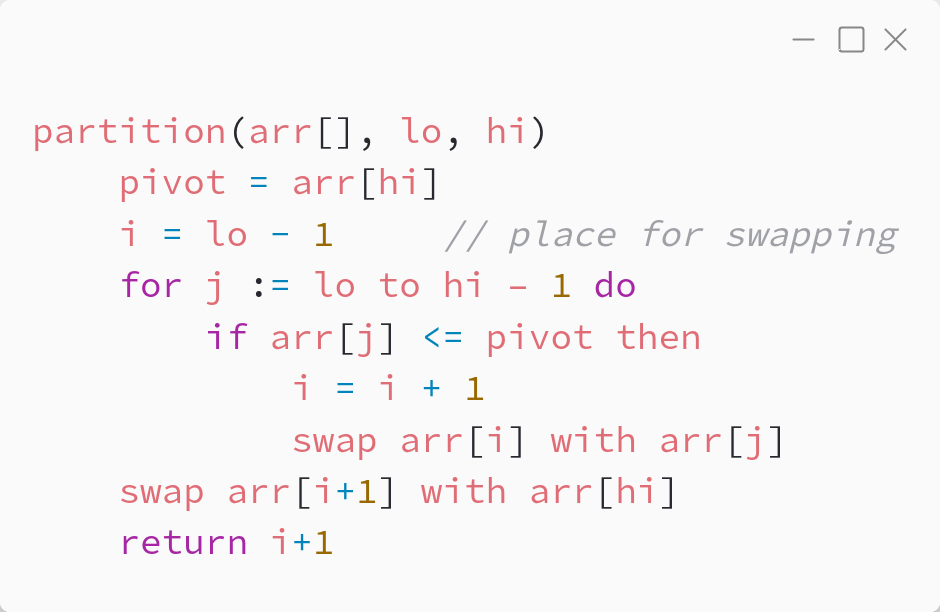 partition(arr[], lo, hi)
    pivot = arr[hi]
    i = lo - 1     // place for swapping
    for j := lo to hi – 1 do
        if arr[j] <= pivot then
            i = i + 1
            swap arr[i] with arr[j]
    swap arr[i+1] with arr[hi]
    return i+1